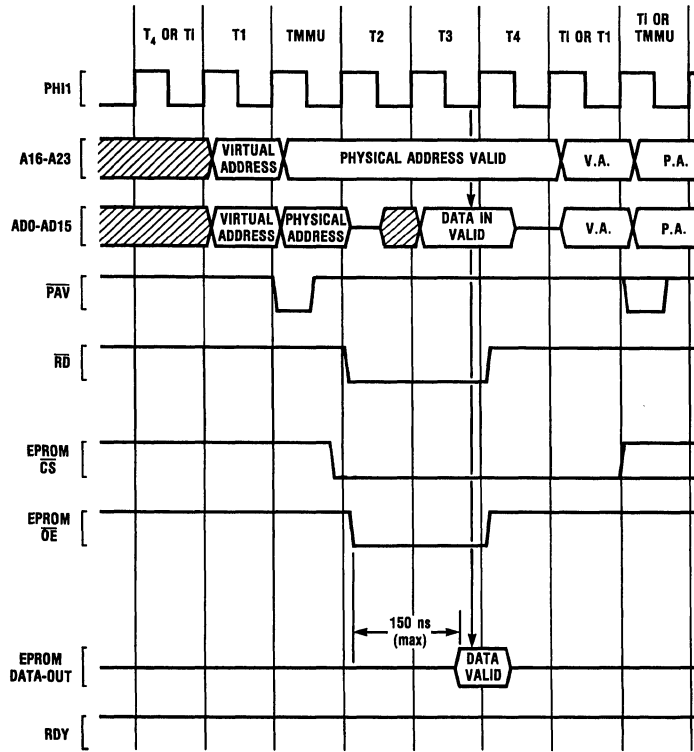 T4 OR Ti T1 TMMU T2 T3 T4 Ti OR T1 Ti OR TMMU
PHI1
A16-A23
VIRTUAL ADDRESS
PHYSICAL ADDRESS VALID
V.A.
P.A.
AD0-AD15
VIRTUAL ADDRESS
PHYSICAL ADDRESS
DATA IN VALID
V.A.
P.A.
PAV
RD
EPROM
CS
EPROM
OE
150 ns
(max)
EPROM
DATA-OUT
DATA
VALID
RDY